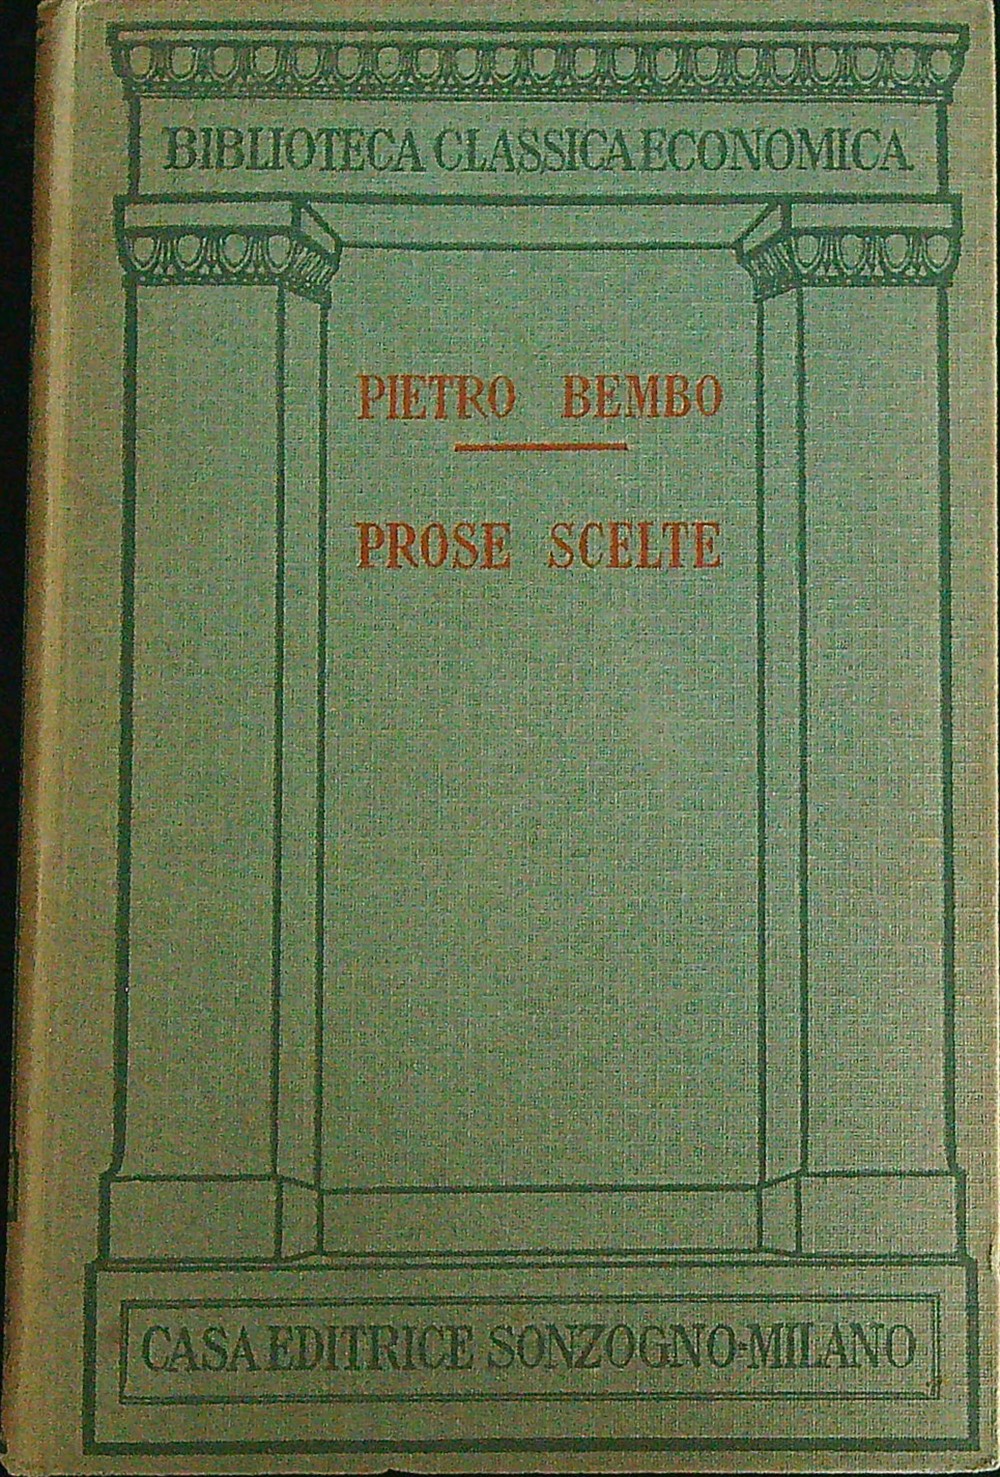 BIBLIOTECA CLASSICA ECONOMICA
PIETRO BEMBO
PROSE SCELTE
CASA EDITRICE SONZOGNO-MILANO